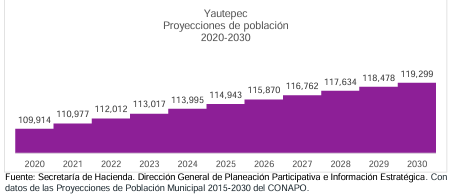 Yautepec
Proyecciones de población
2020-2030
109,914 110,977 112,012 113,017 113,995 114,943 115,870 116,762 117,634 118,478 119,299
2020 2021 2022 2023 2024 2025 2026 2027 2028 2029 2030
Fuente: Secretaría de Hacienda. Dirección General de Planeación Participativa e Información Estratégica. Con
datos de las Proyecciones de Población Municipal 2015-2030 del CONAPO.